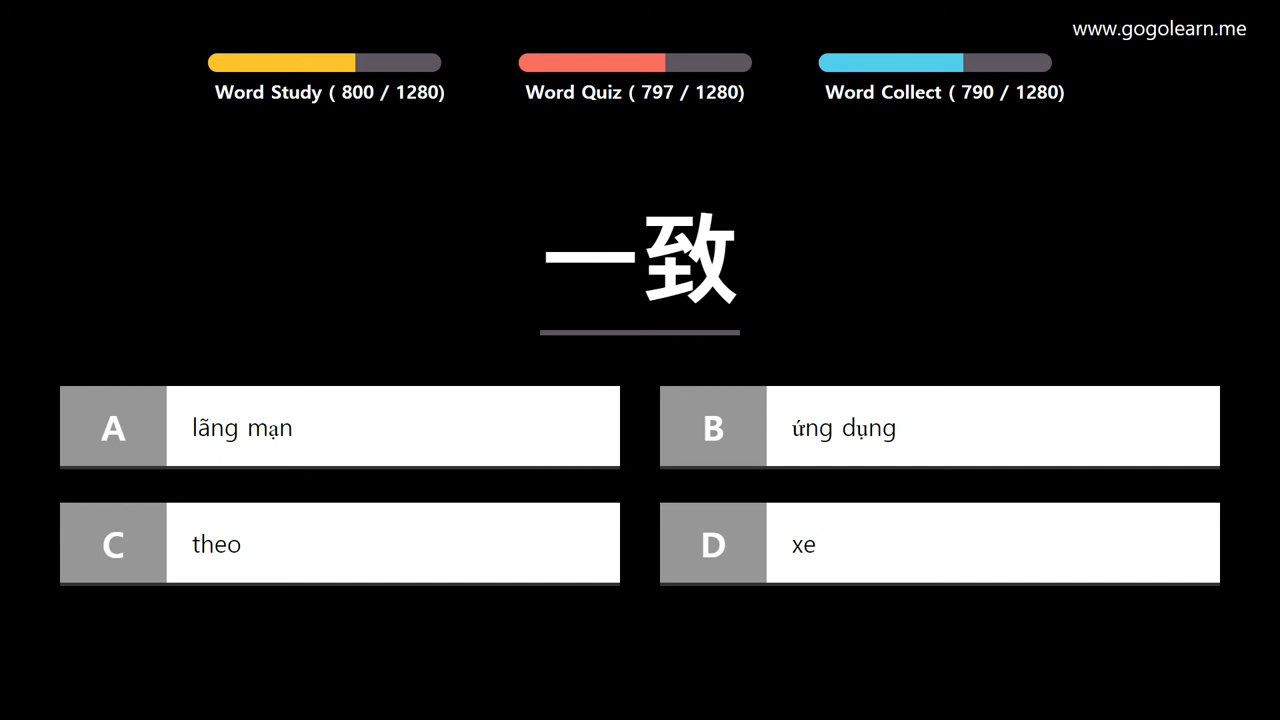 www.gogolearn.me
Word Study ( 800 / 1280)
Word Quiz ( 797 / 1280)
Word Collect ( 790 / 1280)
一致
A lãng mạn
B ứng dụng
C theo
D xe